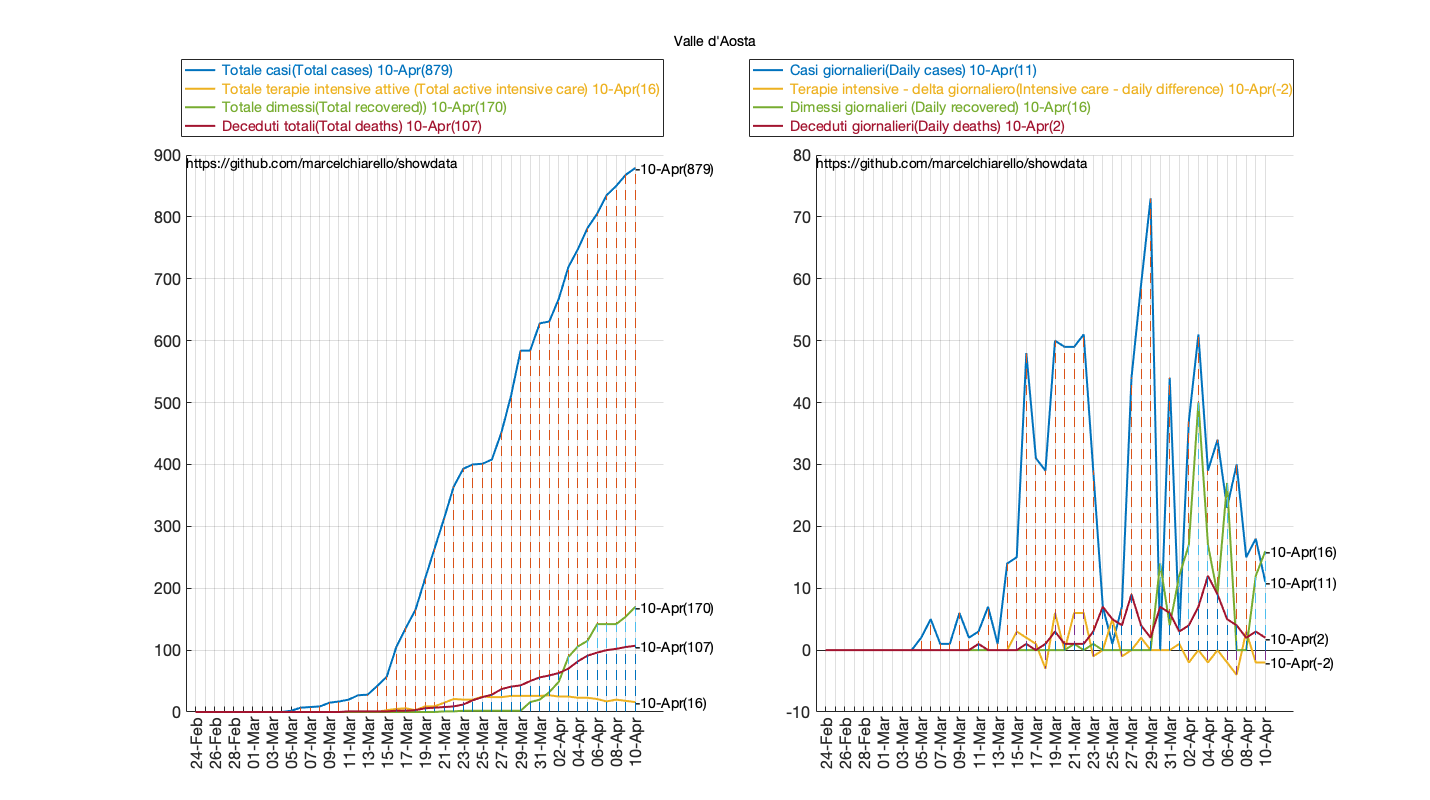 Valle d'Aosta
Totale casi(Total cases) 10-Apr(879)
Totale terapie intensive attive (Total active intensive care) 10-Apr(16)
Totale dimessi(Total recovered)) 10-Apr(170)
Deceduti totali(Total deaths) 10-Apr(107)
900
800
700
600
500
400
300
200
100
0
https://github.com/marcelchiarello/showdata
10-Apr(879)
10-Apr(170)
10-Apr(107)
10-Apr(16)
24-Feb
26-Feb
28-Feb
01-Mar
03-Mar
05-Mar
07-Mar
09-Mar
11-Mar
13-Mar
15-Mar
17-Mar
19-Mar
21-Mar
23-Mar
25-Mar
27-Mar
29-Mar
31-Mar
02-Apr
04-Apr
06-Apr
08-Apr
10-Apr
Casi giornalieri(Daily cases) 10-Apr(11)
Terapie intensive - delta giornaliero(Intensive care - daily difference) 10-Apr(-2)
Dimessi giornalieri (Daily recovered) 10-Apr(16)
Deceduti giornalieri(Daily deaths) 10-Apr(2)
80
70
60
50
40
30
20
10
0
-10
https://github.com/marcelchiarello/showdata
10-Apr(16)
10-Apr(11)
10-Apr(2)
10-Apr(-2)
24-Feb
26-Feb
28-Feb
01-Mar
03-Mar
05-Mar
07-Mar
09-Mar
11-Mar
13-Mar
15-Mar
17-Mar
19-Mar
21-Mar
23-Mar
25-Mar
27-Mar
29-Mar
31-Mar
02-Apr
04-Apr
06-Apr
08-Apr
10-Apr